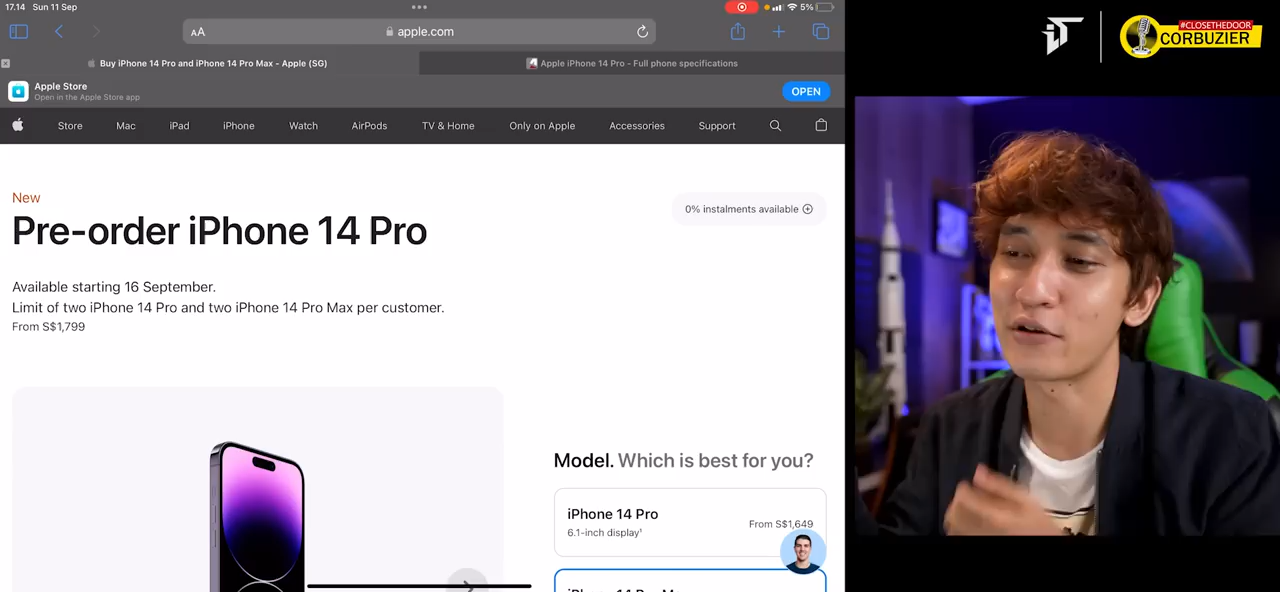 17.14 Sun 11 Sep
5%
AA
apple.com
Buy iPhone 14 Pro and iPhone 14 Pro Max - Apple (SG)
Apple iPhone 14 Pro - Full phone specifications
Apple Store
Open in the Apple Store app
OPEN
Store Mac iPad iPhone Watch AirPods TV & Home Only on Apple Accessories Support
New
Pre-order iPhone 14 Pro
0% instalments available
Available starting 16 September.
Limit of two iPhone 14 Pro and two iPhone 14 Pro Max per customer.
From S$1,799
Model. Which is best for you?
iPhone 14 Pro
6.1-inch display¹
From S$1,649
#CLOSETHEDOOR
CORBUZIER